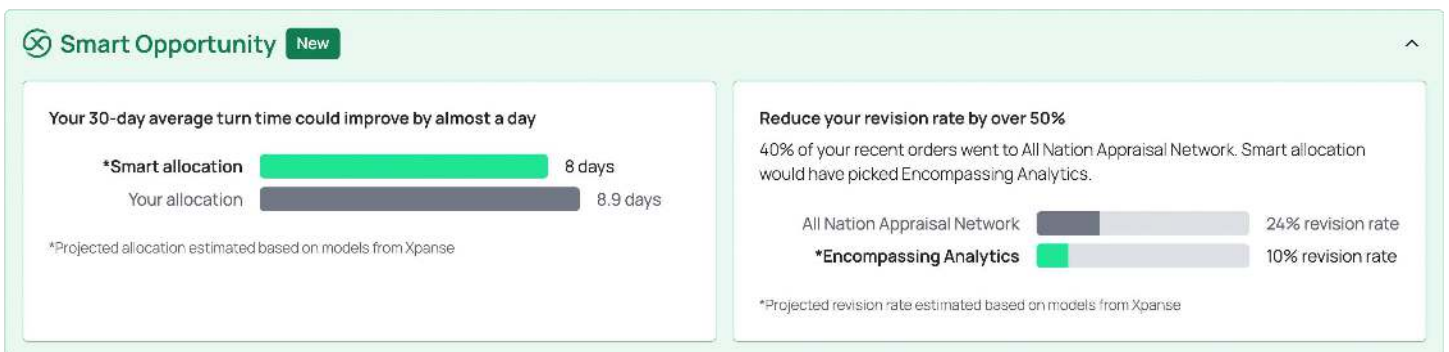 Smart Opportunity New
Your 30-day average turn time could improve by almost a day
*Smart allocation 8 days
Your allocation 8.9 days
*Projected allocation estimated based on models from Xpanse
Reduce your revision rate by over 50%
40% of your recent orders went to All Nation Appraisal Network. Smart allocation
would have picked Encompassing Analytics.
All Nation Appraisal Network 24% revision rate
*Encompassing Analytics 10% revision rate
*Projected revision rate estimated based on models from Xpanse